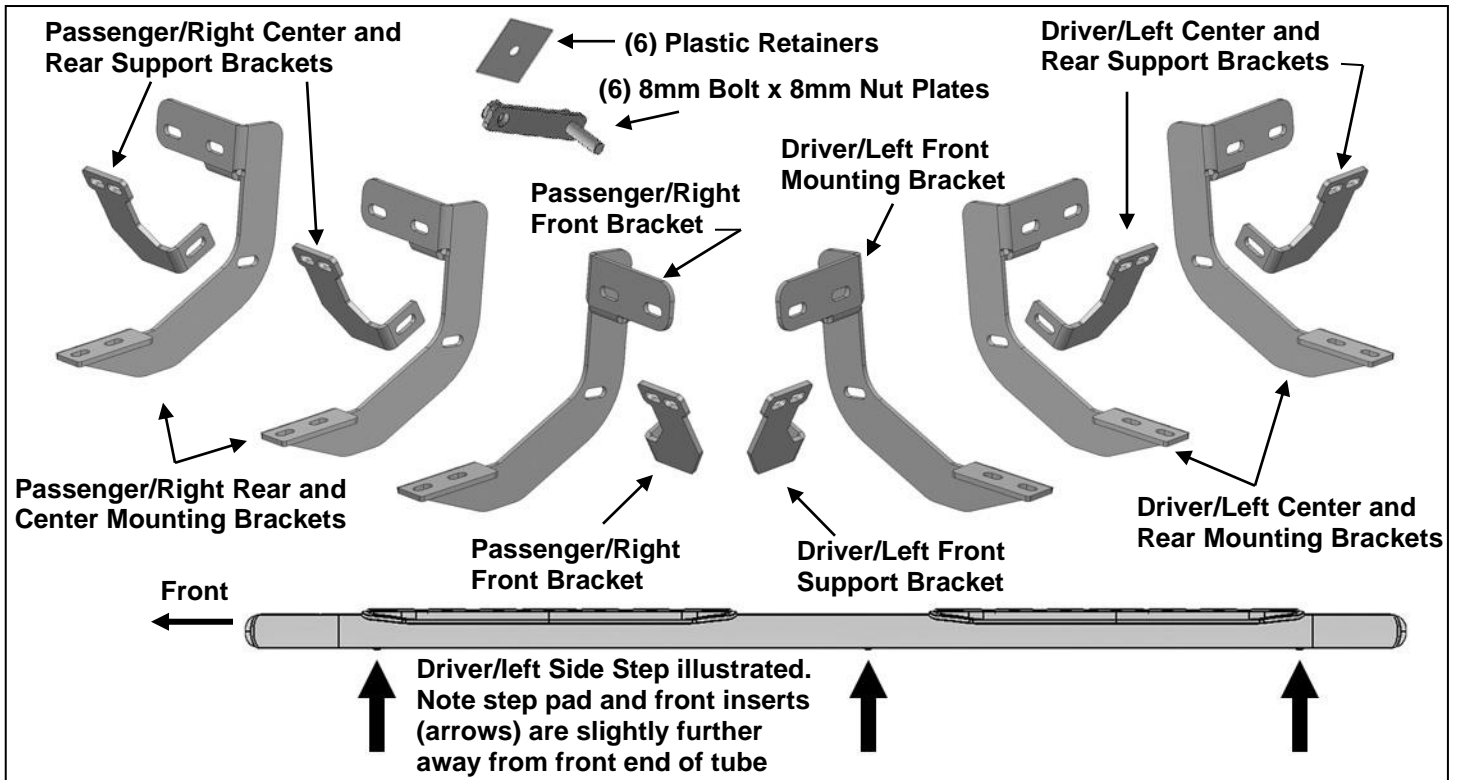 Passenger/Right Center and
Rear Support Brackets
(6) Plastic Retainers
(6) 8mm Bolt x 8mm Nut Plates
Driver/Left Center and
Rear Support Brackets
Passenger/Right
Front Bracket
Driver/Left Front
Mounting Bracket
Passenger/Right Rear and
Center Mounting Brackets
Passenger/Right
Front Bracket
Driver/Left Front
Support Bracket
Driver/Left Center and
Rear Mounting Brackets
Front
Driver/left Side Step illustrated.
Note step pad and front inserts
(arrows) are slightly further
away from front end of tube